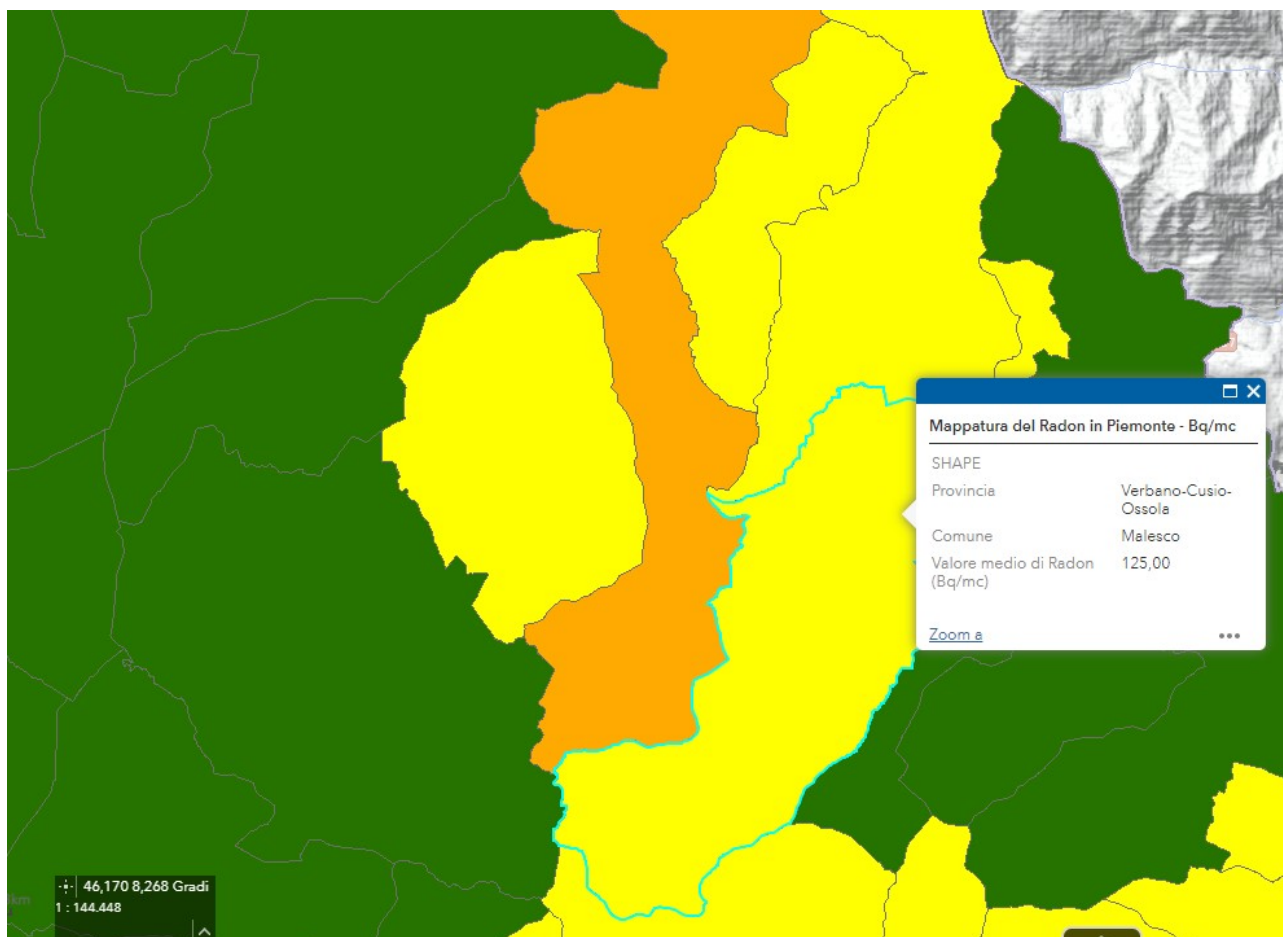 Mappatura del Radon in Piemonte - Bq/mc
SHAPE
Provincia Verbano-Cusio-
Ossola
Comune Malesco
Valore medio di Radon 125,00
(Bq/mc)
Zoom a
km
46,170 8,268 Gradi
1 : 144.448